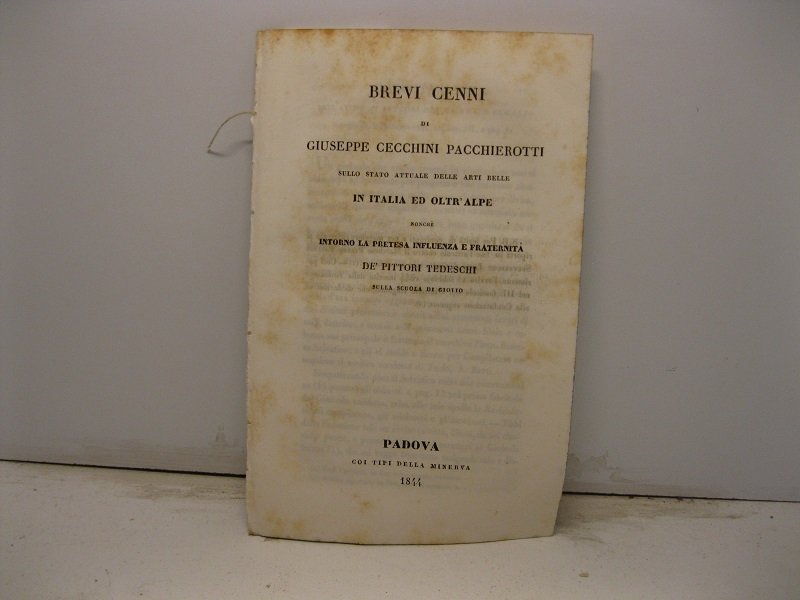 BREVI CENNI
DI
GIUSEPPE CECCHINI PACCHIEROTTI
SULLO STATO ATTUALE DELLE ARTI BELLE
IN ITALIA ED OLTR'ALPE
NONCHÈ
INTORNO LA PRETESA INFLUENZA E FRATERNITÀ
DE' PITTORI TEDESCHI
SULLA SCUOLA DI GIOTTO
PADOVA
COI TIPI DELLA MINERVA
1844